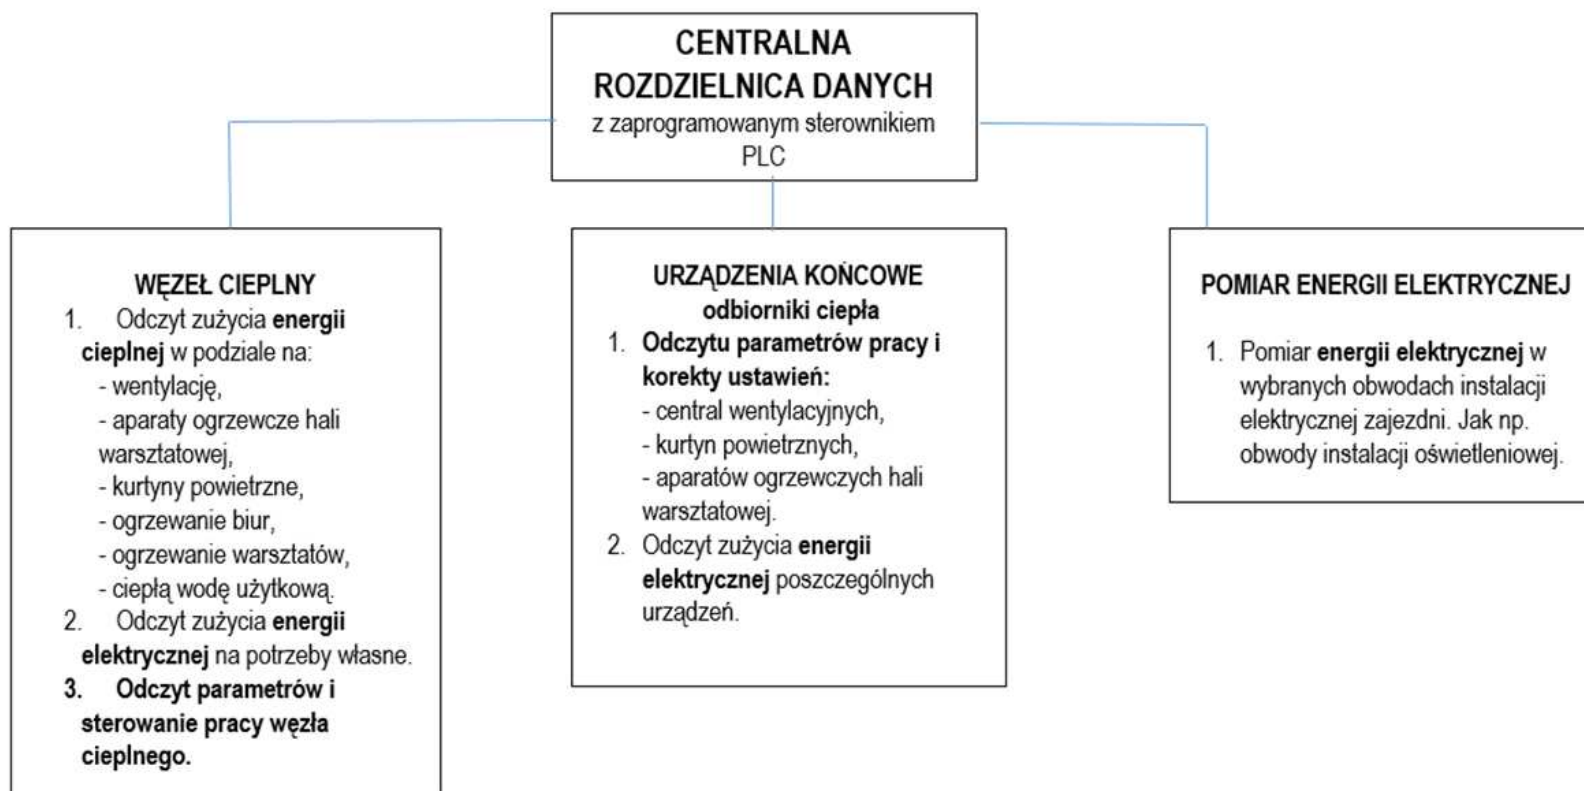 CENTRALNA
ROZDZIELNICA DANYCH
z zaprogramowanym sterownikiem
PLC
WĘZEŁ CIEPLNY
1. Odczyt zużycia energii
cieplnej w podziale na:
- wentylację,
- aparaty ogrzewcze hali
warsztatowej,
- kurtyny powietrzne,
- ogrzewanie biur,
- ogrzewanie warsztatów,
- ciepłą wodę użytkową.
2. Odczyt zużycia energii
elektrycznej na potrzeby własne.
3. Odczyt parametrów i
sterowanie pracy węzła
cieplnego.
URZĄDZENIA KOŃCOWE
odbiorniki ciepła
1. Odczytu parametrów pracy i
korekty ustawień:
- central wentylacyjnych,
- kurtyn powietrznych,
- aparatów ogrzewczych hali
warsztatowej.
2. Odczyt zużycia energii
elektrycznej poszczególnych
urządzeń.
POMIAR ENERGII ELEKTRYCZNEJ
1. Pomiar energii elektrycznej w
wybranych obwodach instalacji
elektrycznej zajezdni. Jak np.
obwody instalacji oświetleniowej.